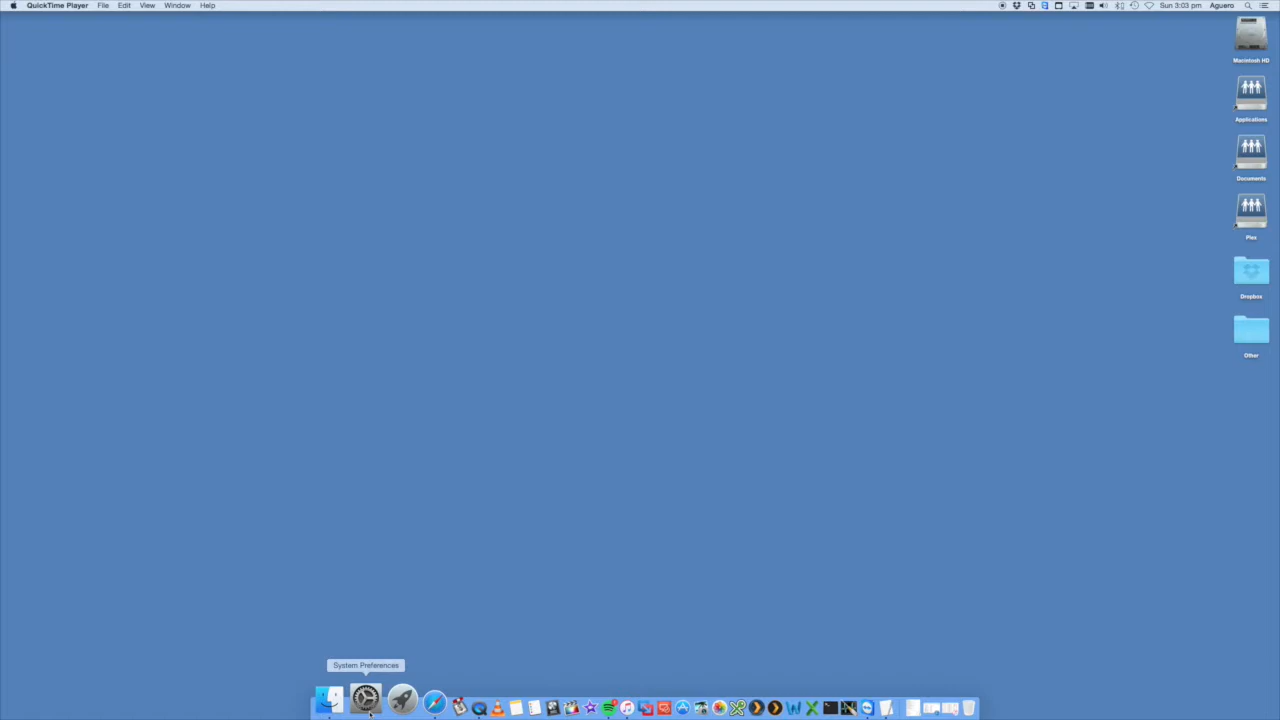 QuickTime Player File Edit View Window Help
Sun 3:03 pm Aguero
Macintosh HD
Applications
Documents
Plex
Dropbox
Other
System Preferences